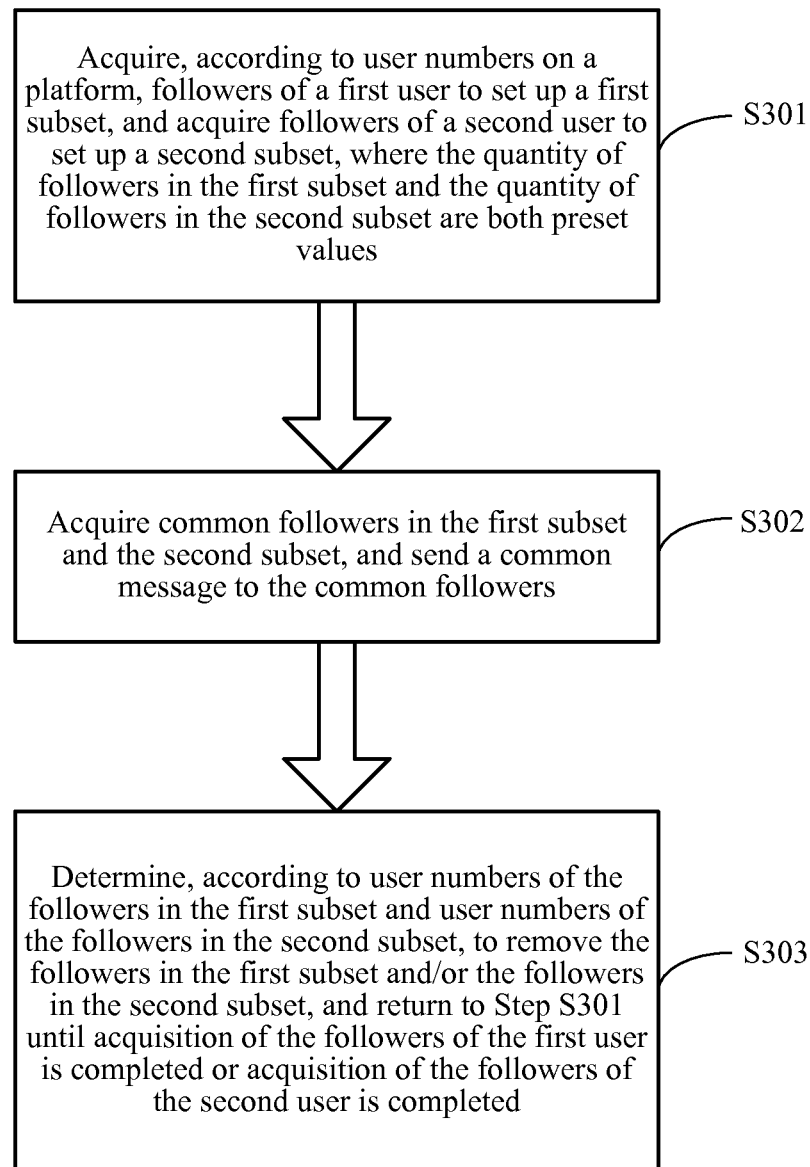 Acquire, according to user numbers on a
platform, followers of a first user to set up a first
subset, and acquire followers of a second user to
set up a second subset, where the quantity of
followers in the first subset and the quantity of
followers in the second subset are both preset
values
S301
Acquire common followers in the first subset
and the second subset, and send a common
message to the common followers
S302
Determine, according to user numbers of the
followers in the first subset and user numbers of
the followers in the second subset, to remove the
followers in the first subset and/or the followers
in the second subset, and return to Step S301
until acquisition of the followers of the first user
is completed or acquisition of the followers of
the second user is completed
S303